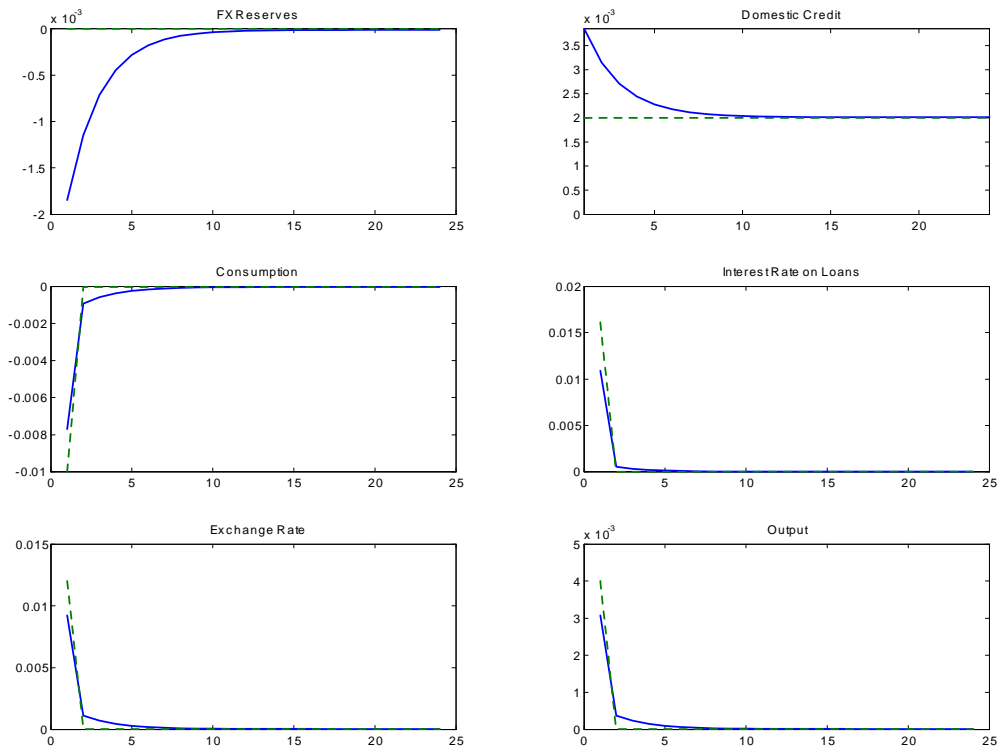 FX Reserves
x 10-3
0
-0.5
-1
-1.5
-2
0 5 10 15 20 25
Domestic Credit
x 10-3
3.5
3
2.5
2
1.5
1
0.5
0
5 10 15 20
Consumption
0
-0.002
-0.004
-0.006
-0.008
-0.01
0 5 10 15 20 25
Interest Rate on Loans
0.02
0.015
0.01
0.005
0
0 5 10 15 20 25
Exchange Rate
0.015
0.01
0.005
0
0 5 10 15 20 25
Output
x 10-3
5
4
3
2
1
0
0 5 10 15 20 25